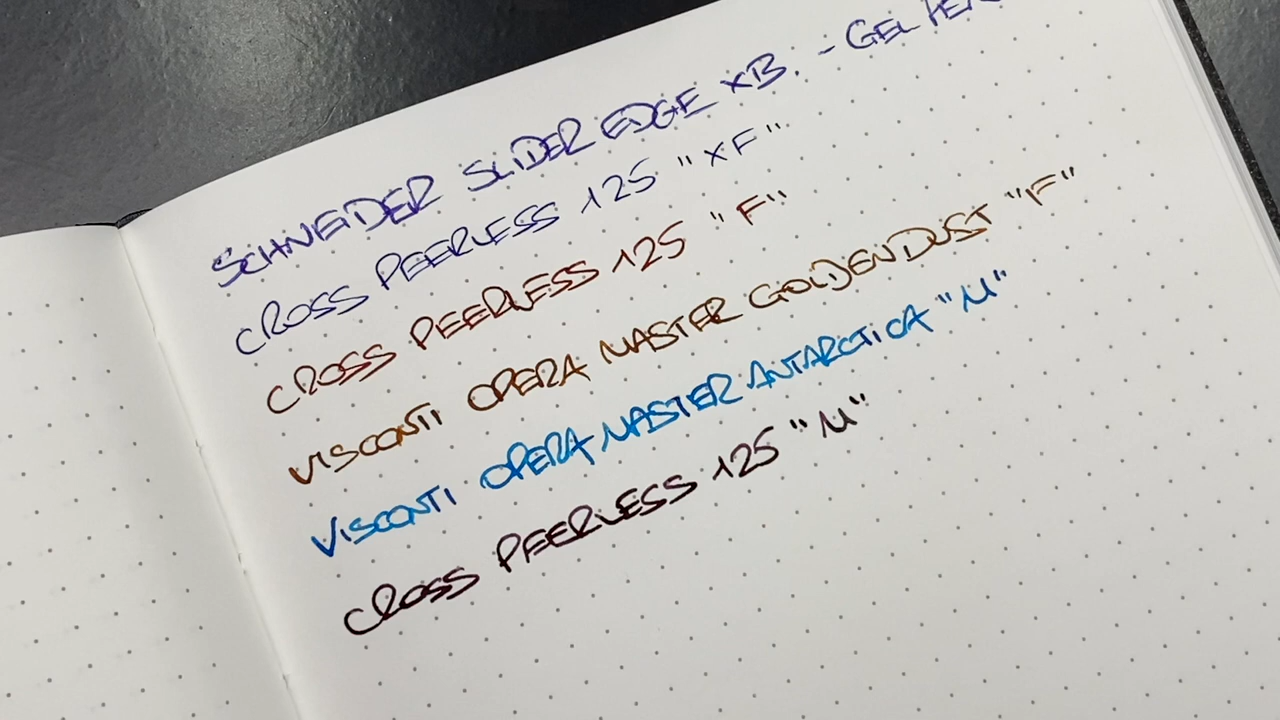 SCHNEIDER SLIDER EDGE XB. - GEL PEN
CROSS PEERLESS 125 "XF"
CROSS PEERLESS 125 "F"
VISCONTI OPERA MASTER GOLDENDUST "F"
VISCONTI OPERA MASTER ANTARCTICA "M"
CROSS PEERLESS 125 "M"